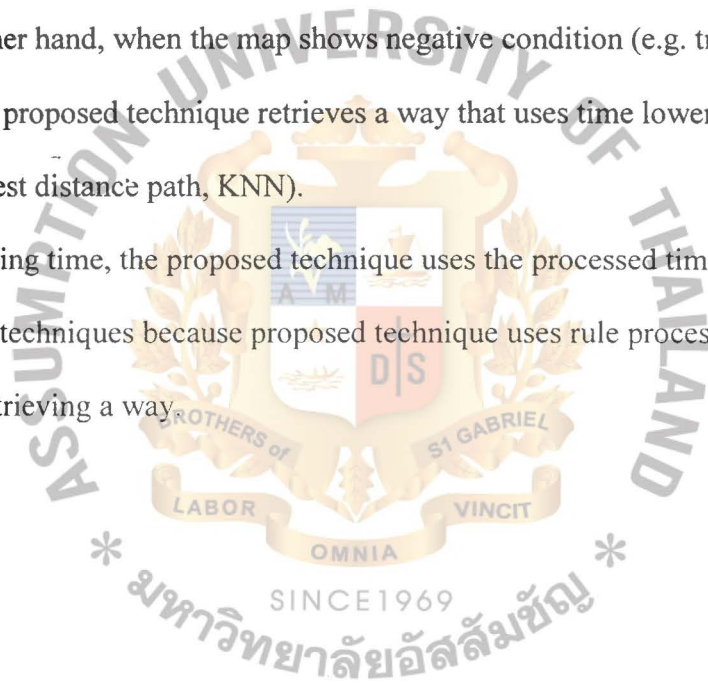 ner hand, when the map shows negative condition (e.g. tr
proposed technique retrieves a way that uses time lower
est distance path, KNN).
ing time, the proposed technique uses the processed tim
techniques because proposed technique uses rule proces
trieving a way.
ASSUMPTION UNIVERSITY OF THAILAND
A M
D S
BROTHERS of
ST GABRIEL
LABOR
VINCIT
OMNIA
SINCE1969
* มหาวิทยาลัยอัสสัมชัญ *